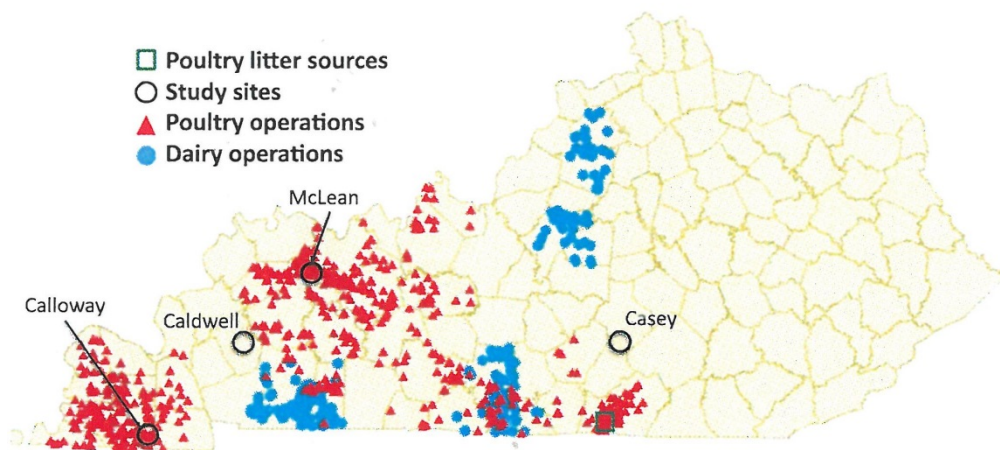 Poultry litter sources
Study sites
Poultry operations
Dairy operations
McLean
Calloway
Caldwell
Casey